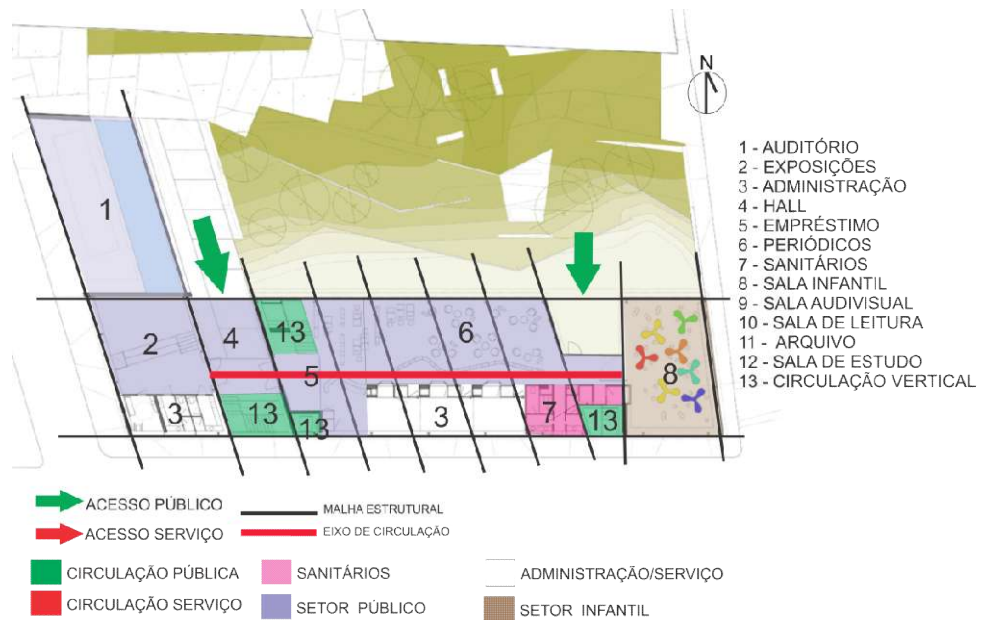 N
1 - AUDITÓRIO
2 - EXPOSIÇÕES
3 - ADMINISTRAÇÃO
4 - HALL
5 - EMPRÉSTIMO
6 - PERIÓDICOS
7 - SANITÁRIOS
8 - SALA INFANTIL
9 - SALA AUDIVISUAL
10 - SALA DE LEITURA
11 - ARQUIVO
12 - SALA DE ESTUDO
13 - CIRCULAÇÃO VERTICAL
1
2
4
13
6
5
8
3
13
13
3
7
13
ACESSO PÚBLICO
MALHA ESTRUTURAL
ACESSO SERVIÇO
EIXO DE CIRCULAÇÃO
CIRCULAÇÃO PÚBLICA
SANITÁRIOS
ADMINISTRAÇÃO/SERVIÇO
CIRCULAÇÃO SERVIÇO
SETOR PÚBLICO
SETOR INFANTIL